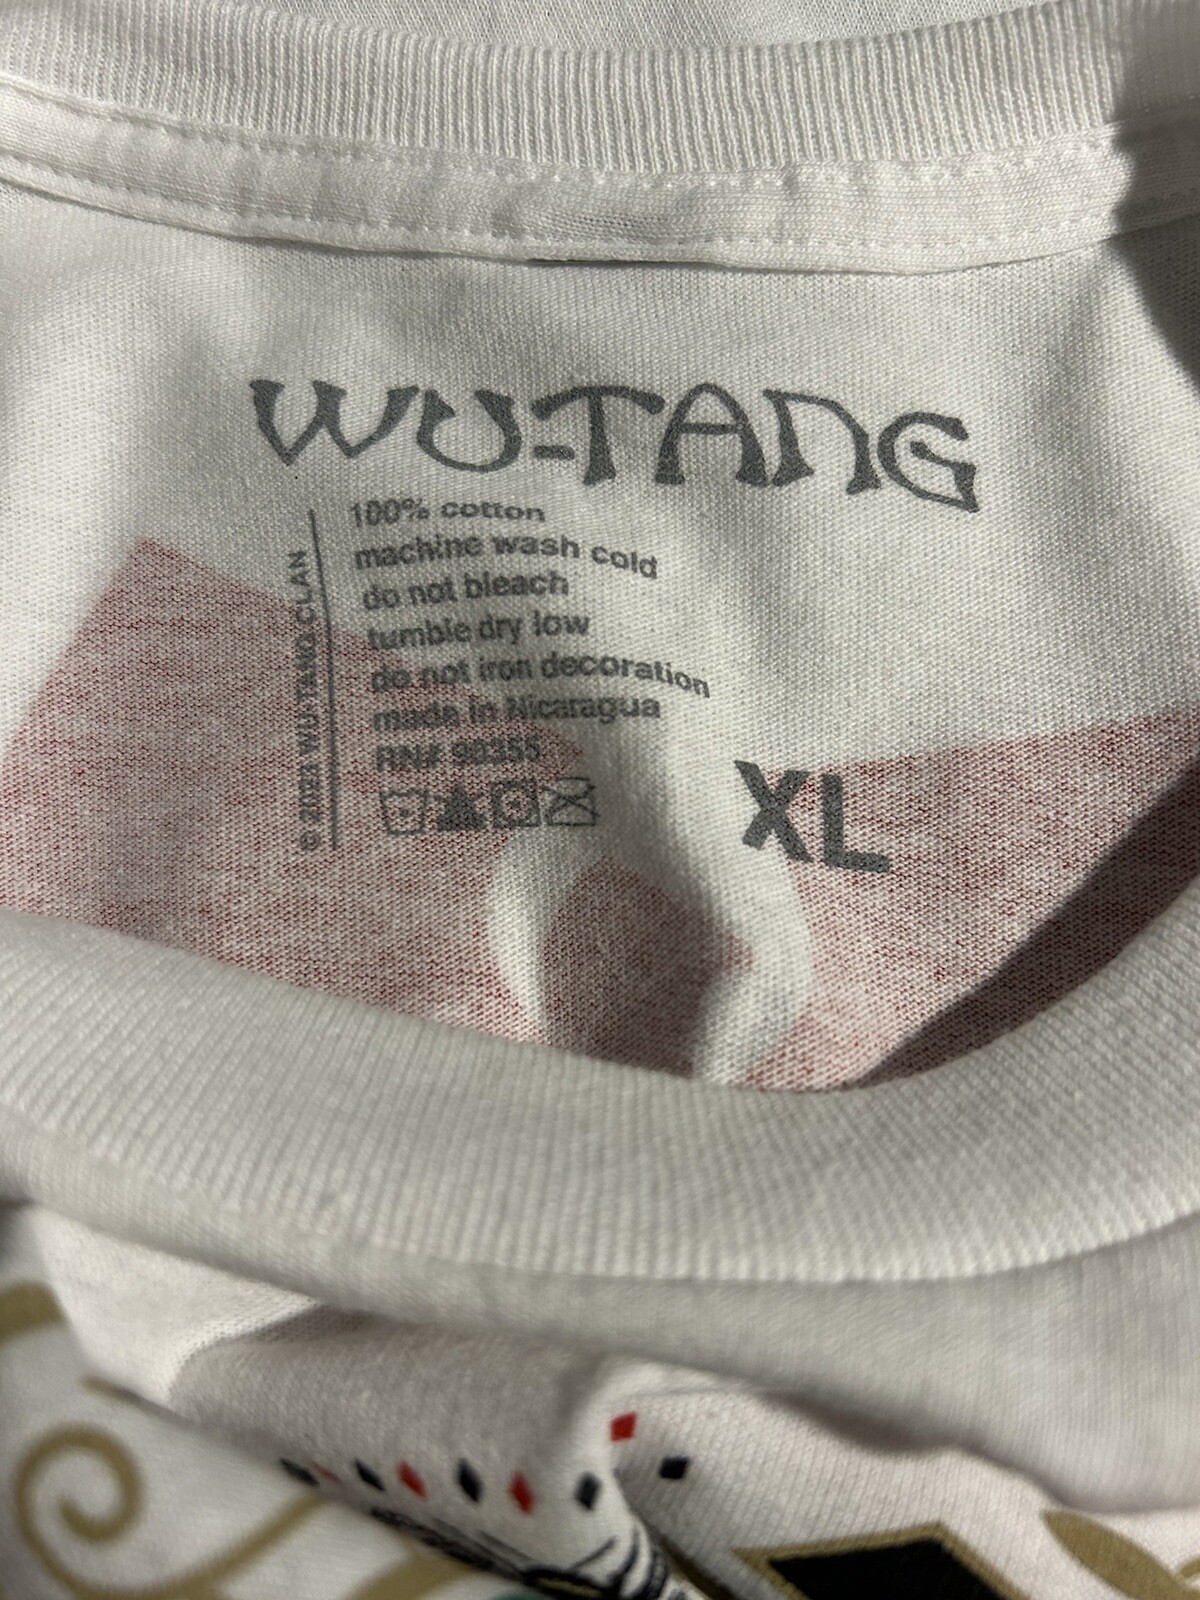 WU-TANG
100% cotton
machine wash cold
do not bleach
tumble dry low
do not iron decoration
made in Nicaragua
RN# 90355
© 2023 WU-TANG CLAN
XL